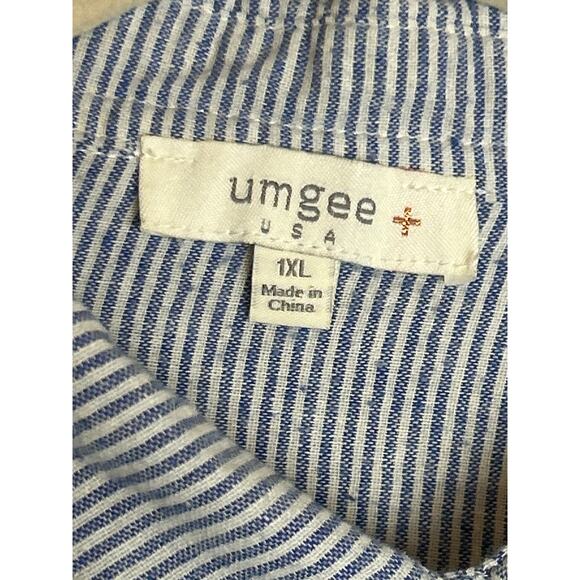 umgee +
USA
1XL
Made in
China